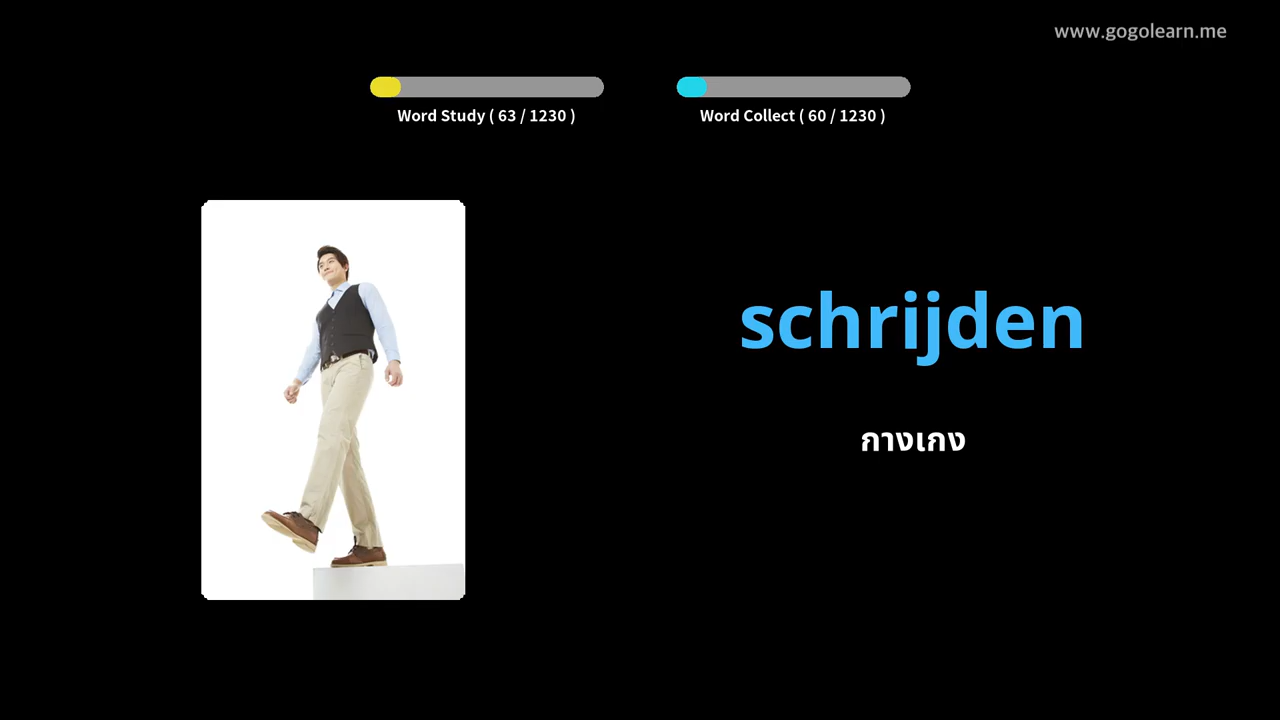 www.gogolearn.me
Word Study ( 63 / 1230 )
Word Collect ( 60 / 1230 )
schrijden
กางเกง